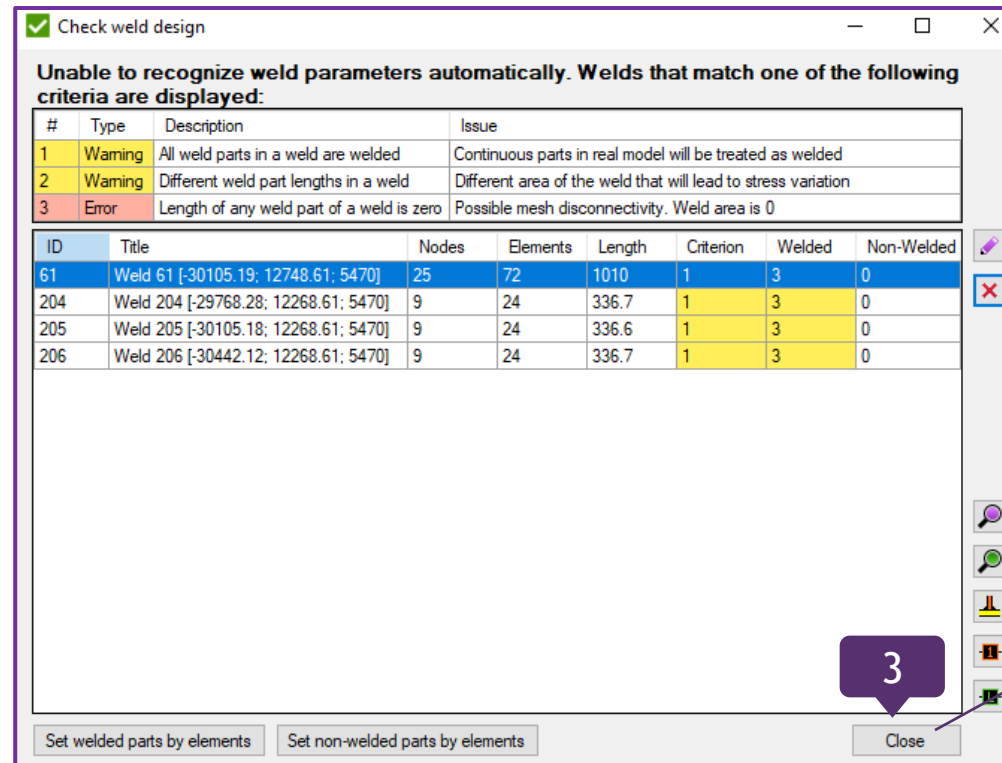 Check weld design
Unable to recognize weld parameters automatically. Welds that match one of the following
criteria are displayed:
# Type Description Issue
1 Warning All weld parts in a weld are welded Continuous parts in real model will be treated as welded
2 Warning Different weld part lengths in a weld Different area of the weld that will lead to stress variation
3 Error Length of any weld part of a weld is zero Possible mesh disconnectivity. Weld area is 0
ID Title Nodes Elements Length Criterion Welded Non-Welded
61 Weld 61 [-30105.19; 12748.61; 5470] 25 72 1010 1 3 0
204 Weld 204 [-29768.28; 12268.61; 5470] 9 24 336.7 1 3 0
205 Weld 205 [-30105.18; 12268.61; 5470] 9 24 336.6 1 3 0
206 Weld 206 [-30442.12; 12268.61; 5470] 9 24 336.7 1 3 0
1
3
L
Set welded parts by elements Set non-welded parts by elements Close